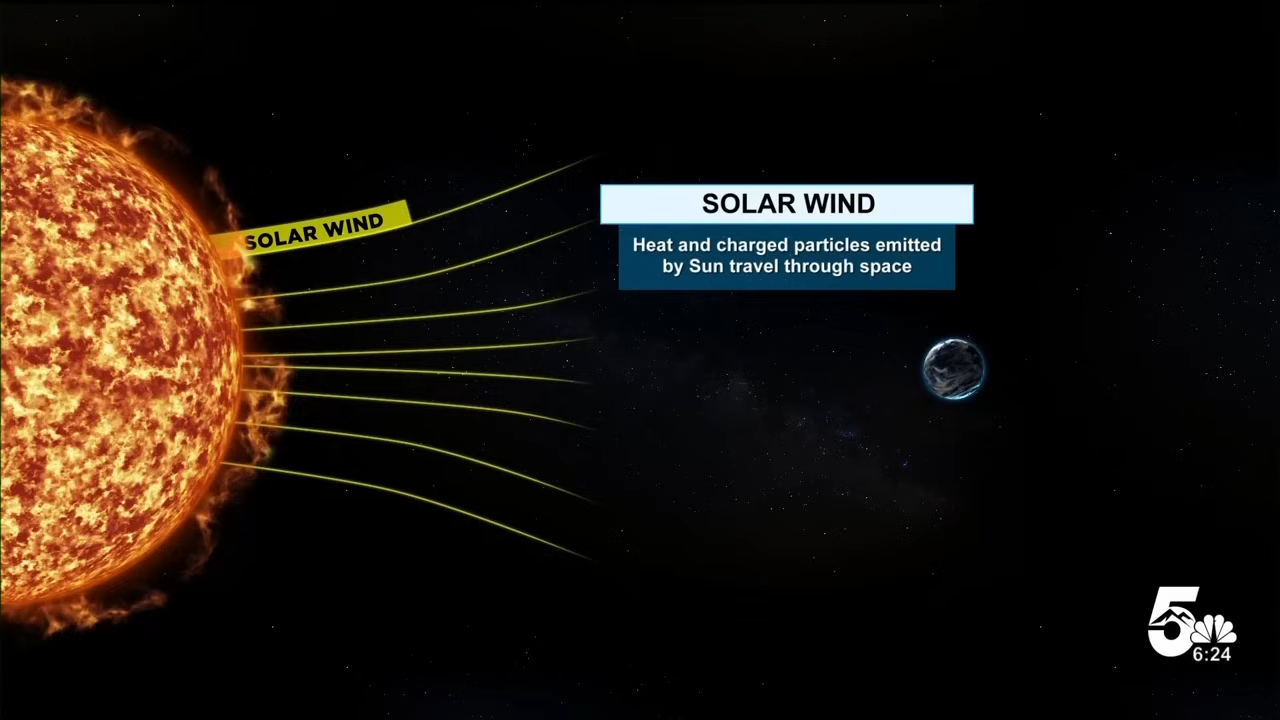 SOLAR WIND
SOLAR WIND
Heat and charged particles emitted
by Sun travel through space
5
6:24